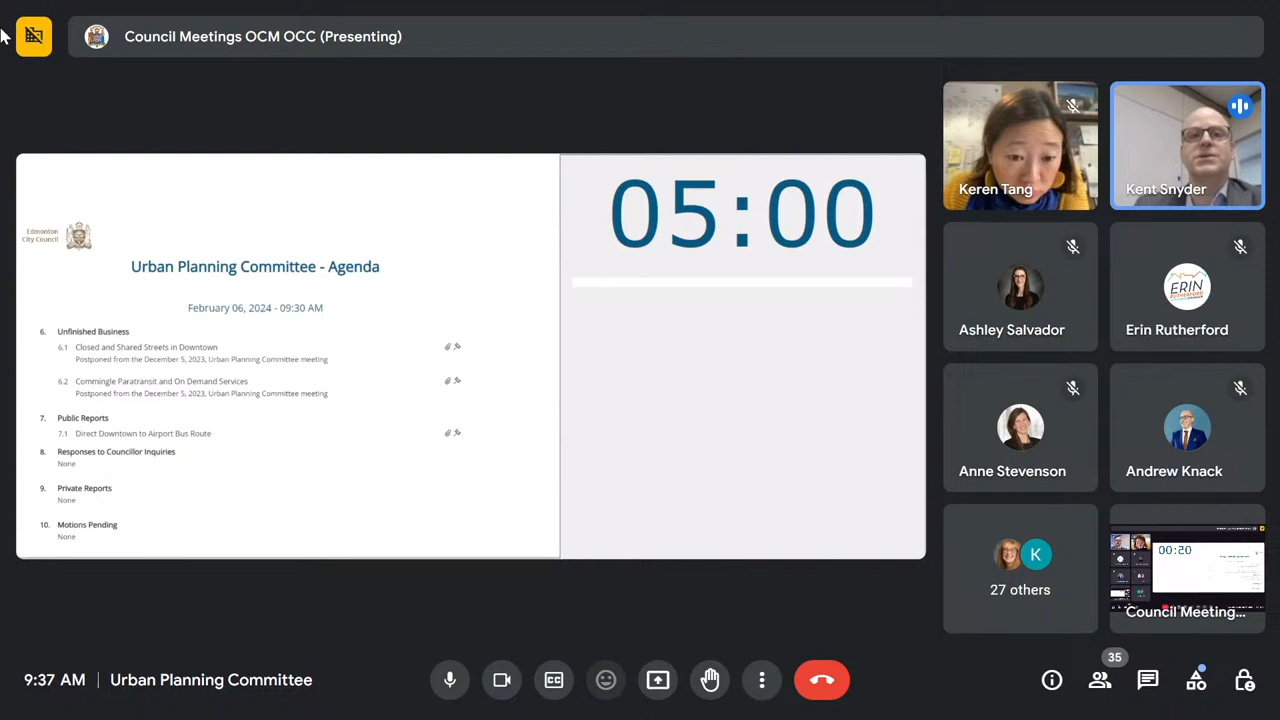 Council Meetings OCM OCC (Presenting)
Edmonton
City Council
Urban Planning Committee - Agenda
February 06, 2024 - 09:30 AM
6. Unfinished Business
6.1 Closed and Shared Streets in Downtown
Postponed from the December 5, 2023, Urban Planning Committee meeting
6.2 Commingle Paratransit and On Demand Services
Postponed from the December 5, 2023, Urban Planning Committee meeting
7. Public Reports
7.1 Direct Downtown to Airport Bus Route
8. Responses to Councillor Inquiries
None
9. Private Reports
None
10. Motions Pending
None
05:00
Keren Tang
Kent Snyder
Ashley Salvador
ERIN
RUTHERFORD
Erin Rutherford
Anne Stevenson
Andrew Knack
K
27 others
00:20
Council Meeting...
35
9:37 AM | Urban Planning Committee
CC